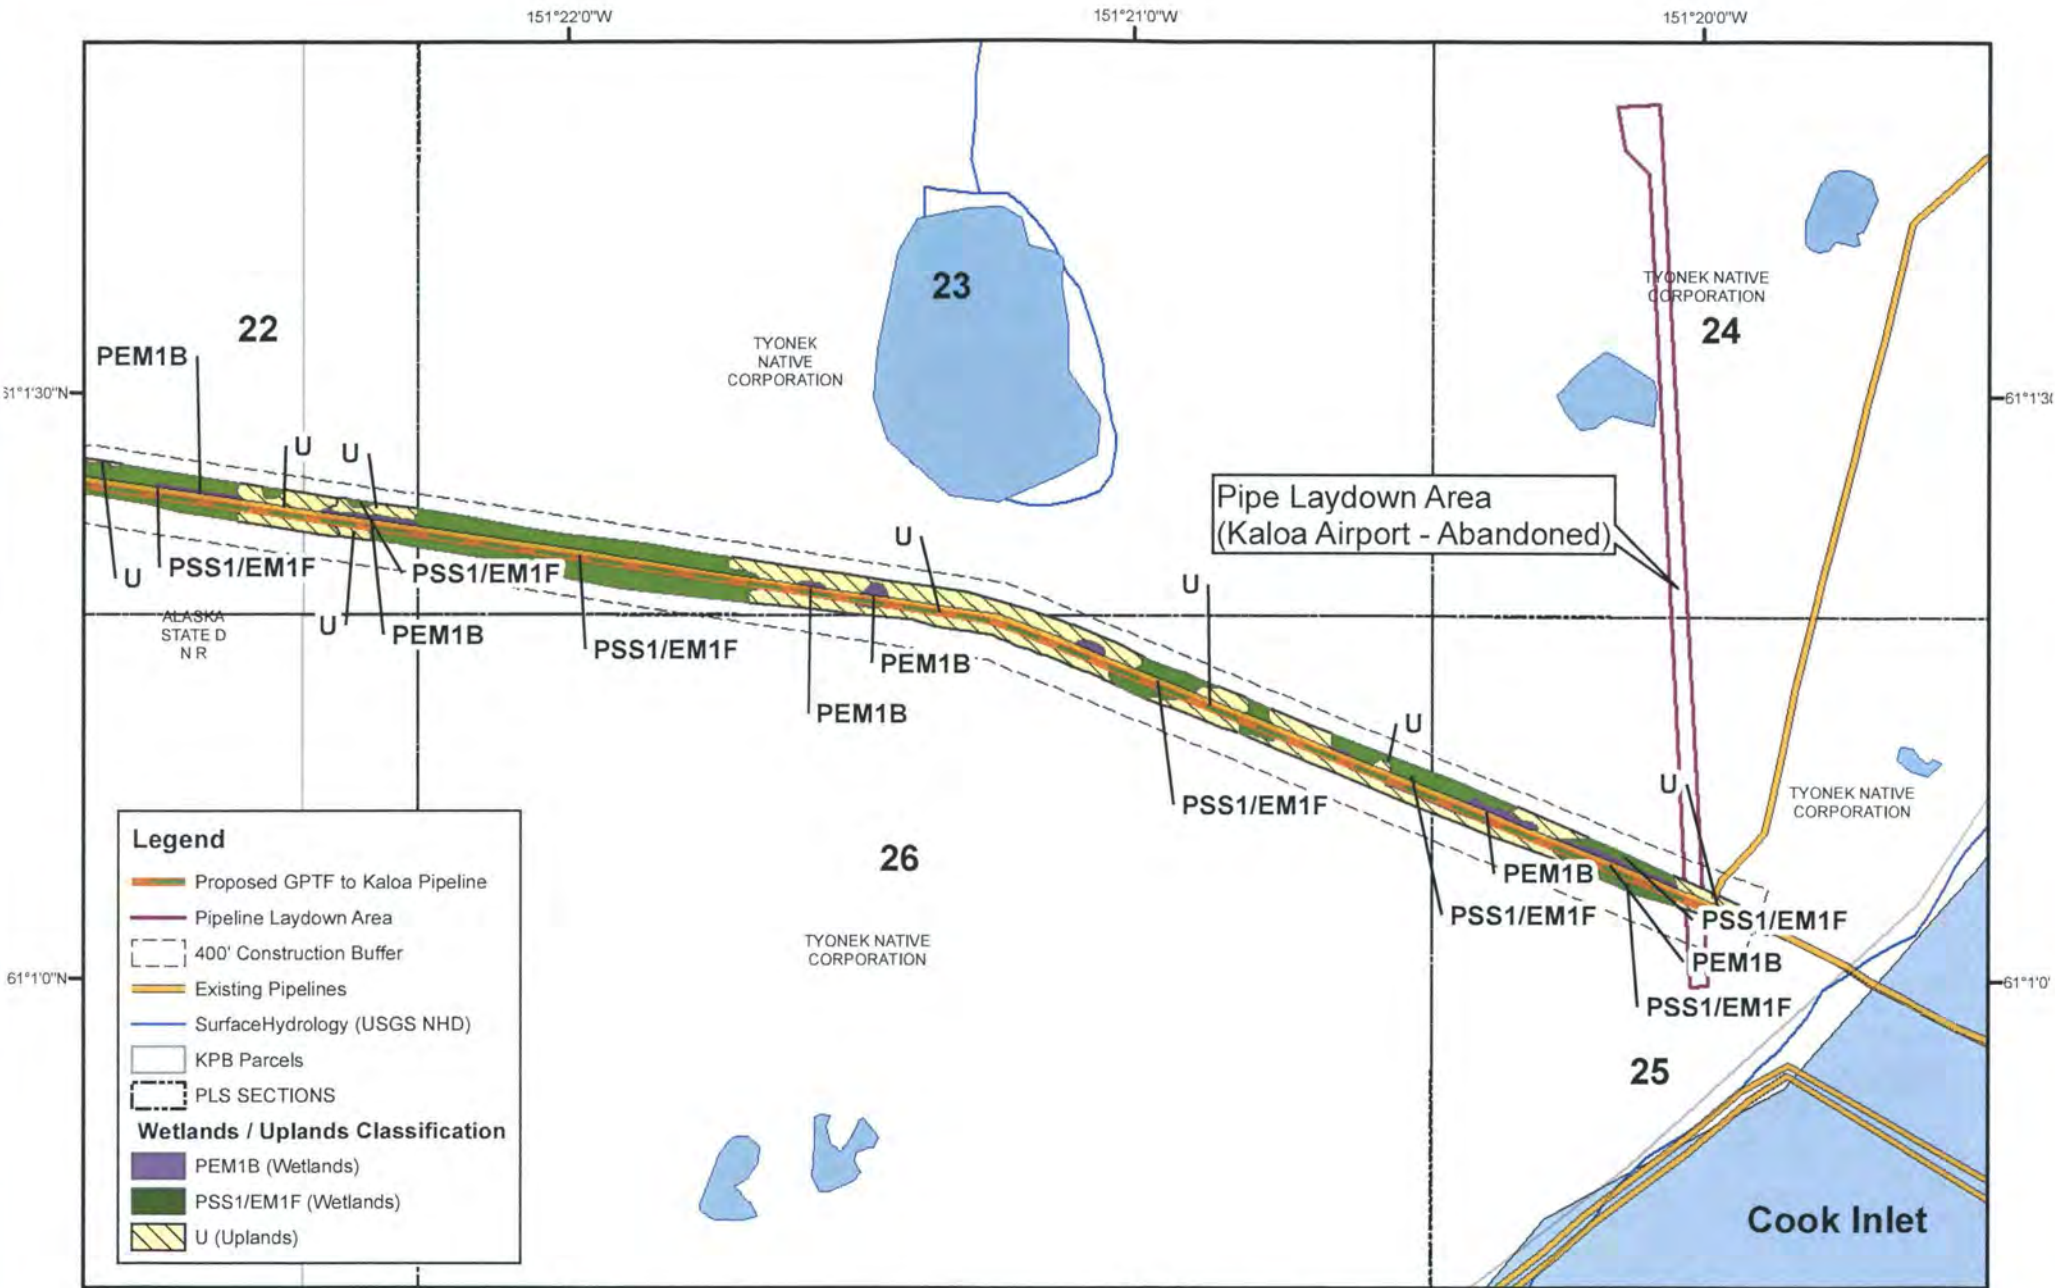 151°22'0"W
151°21'0"W
151°20'0"W
23
TYONEK NATIVE
CORPORATION
24
22
TYONEK
NATIVE
CORPORATION
PEM1B
61°1'30"N
61°1'30
U
U
Pipe Laydown Area
(Kaloa Airport - Abandoned)
U
PSS1/EM1F
PSS1/EM1F
U
U
ALASKA
STATE D
N R
U
PEM1B
PSS1/EM1F
PEM1B
PEM1B
U
U
PSS1/EM1F
TYONEK NATIVE
CORPORATION
26
PEM1B
PSS1/EM1F
PSS1/EM1F
TYONEK NATIVE
CORPORATION
PEM1B
61°1'0"N
61°1'0'
PSS1/EM1F
25
Cook Inlet
Legend
Proposed GPTF to Kaloa Pipeline
Pipeline Laydown Area
400' Construction Buffer
Existing Pipelines
SurfaceHydrology (USGS NHD)
KPB Parcels
PLS SECTIONS
Wetlands / Uplands Classification
PEM1B (Wetlands)
PSS1/EM1F (Wetlands)
U (Uplands)